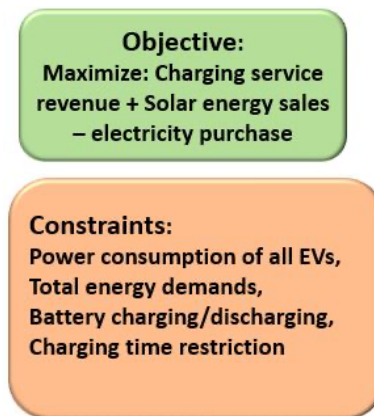 Objective:
Maximize: Charging service
revenue + Solar energy sales
– electricity purchase
Constraints:
Power consumption of all EVs,
Total energy demands,
Battery charging/discharging,
Charging time restriction